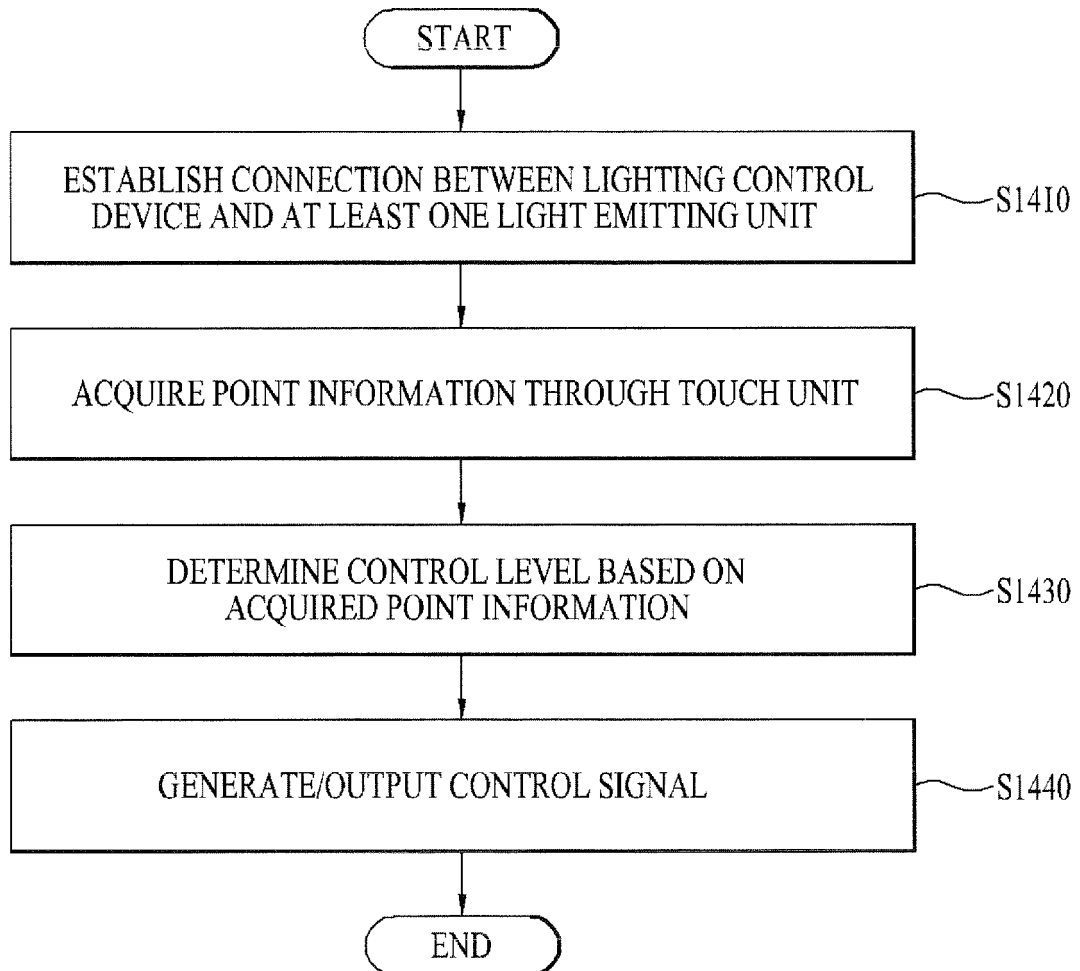 START
ESTABLISH CONNECTION BETWEEN LIGHTING CONTROL
DEVICE AND AT LEAST ONE LIGHT EMITTING UNIT
S1410
ACQUIRE POINT INFORMATION THROUGH TOUCH UNIT
S1420
DETERMINE CONTROL LEVEL BASED ON
ACQUIRED POINT INFORMATION
S1430
GENERATE/OUTPUT CONTROL SIGNAL
S1440
END